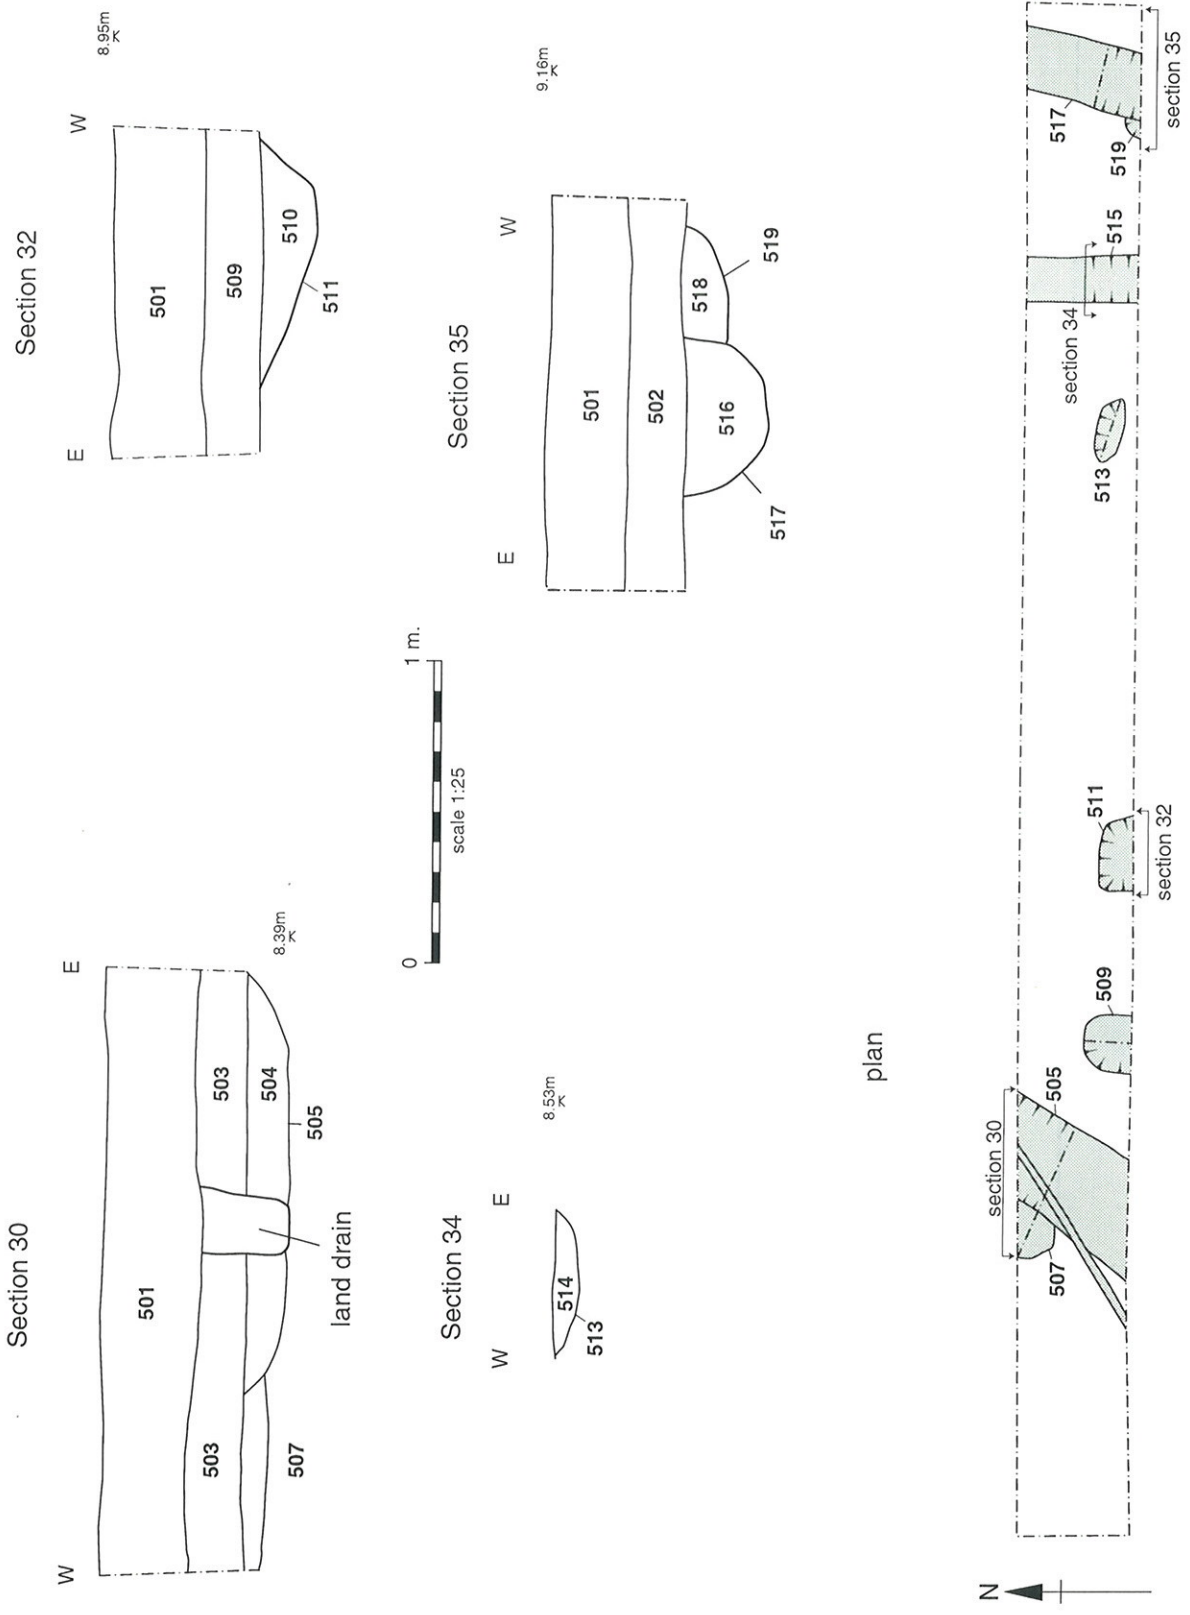 Section 30
W
E
501
503
503
504
505
507
land drain
8.39m
Section 32
E
W
501
509
510
511
8.95m
Section 34
W
E
514
513
8.53m
0
1 m.
scale 1:25
Section 35
E
W
501
502
516
518
517
519
9.16m
plan
N
section 30
507
505
509
511
section 32
513
section 34
515
517
519
section 35